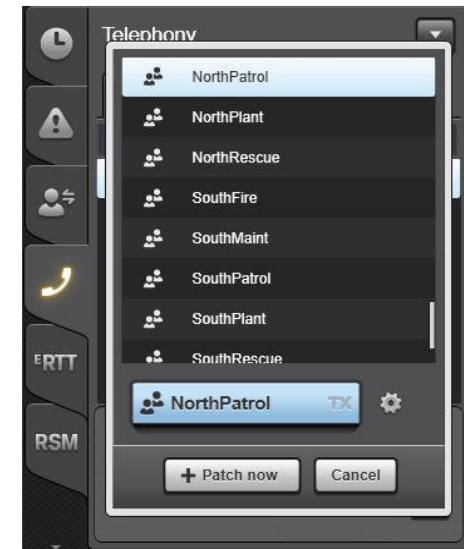 Telephony
NorthPatrol
NorthPlant
NorthRescue
SouthFire
SouthMaint
SouthPatrol
SouthPlant
SouthRescue
ERTT
NorthPatrol TX
RSM
+ Patch now Cancel